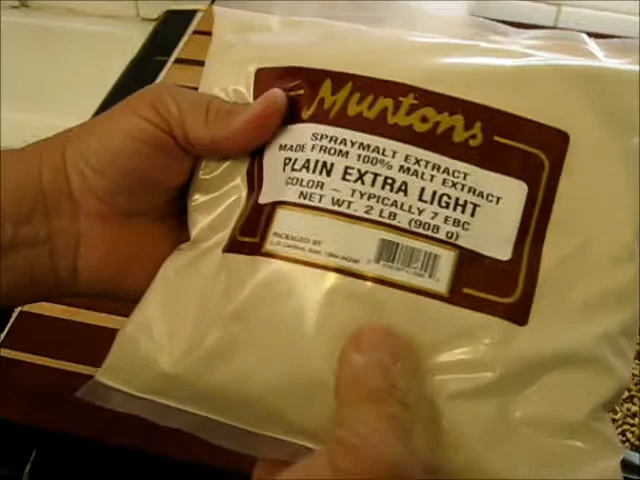 Muntons
SPRAYMALT EXTRACT
MADE FROM 100% MALT EXTRACT
PLAIN EXTRA LIGHT
COLOR - TYPICALLY 7 EBC
NET WT. 2 LB. (908 g)
PACKAGED BY